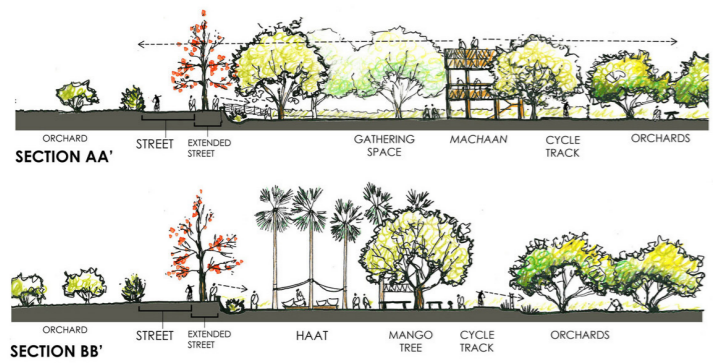 ORCHARD
STREET
EXTENDED
STREET
GATHERING
SPACE
MACHAAN
CYCLE
TRACK
ORCHARDS
SECTION AA'
ORCHARD
STREET
EXTENDED
STREET
HAAT
MANGO
TREE
CYCLE
TRACK
ORCHARDS
SECTION BB'